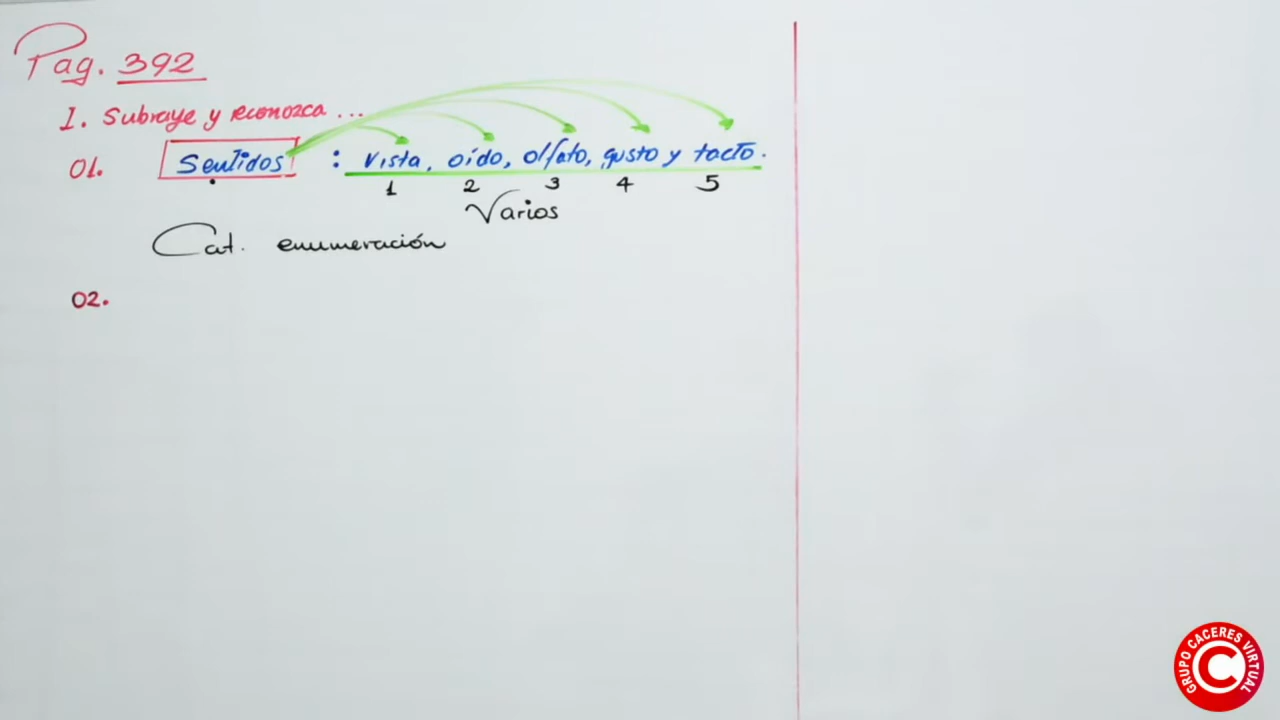 Pag. 392
I. Subraye y reconozca ...
01. Sentidos : vista, oído, olfato, gusto y tacto.
1 2 3 4 5
Varios
Cat. enumeración
02.
GRUPO CACERES VIRTUAL
C